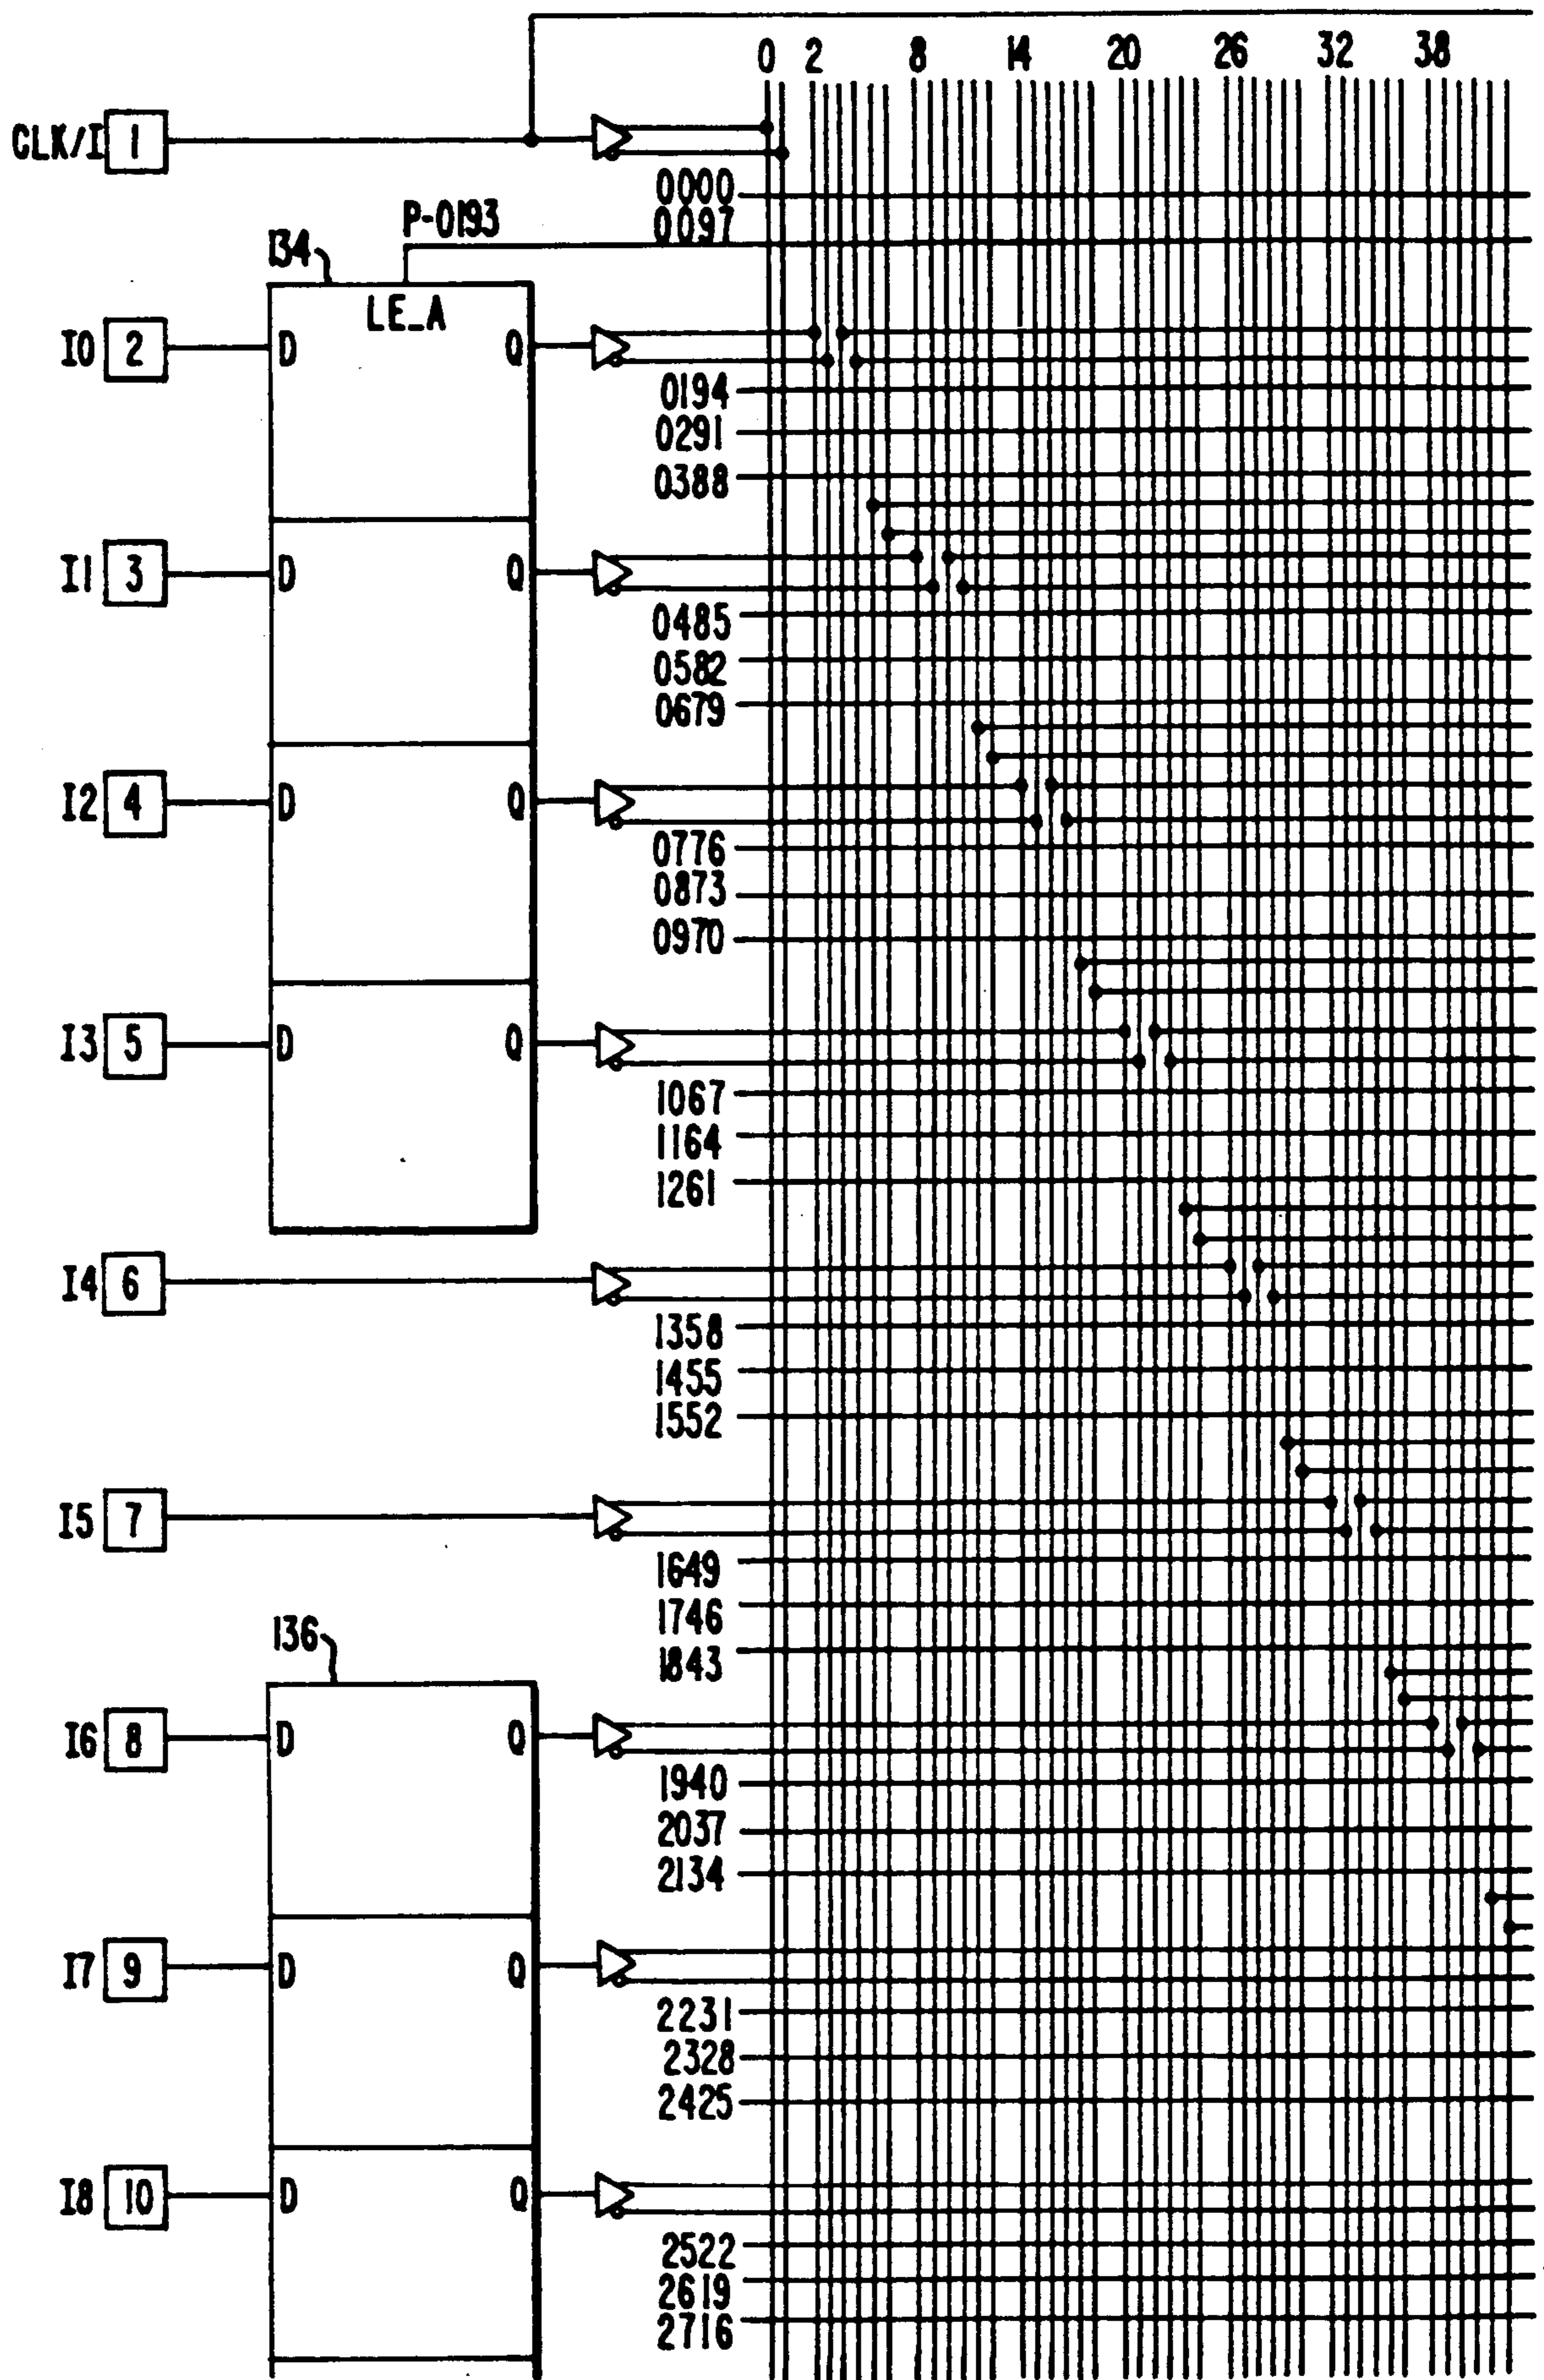 0 2 8 14 20 26 32 38
CLK/I 1
0000
P-0193
0097
134
LE_A
I0 2 D Q
0194
0291
0388
I1 3 D Q
0485
0582
0679
I2 4 D Q
0776
0873
0970
I3 5 D Q
1067
1164
1261
I4 6
1358
1455
1552
I5 7
1649
1746
1843
136
I6 8 D Q
1940
2037
2134
I7 9 D Q
2231
2328
2425
I8 10 D Q
2522
2619
2716